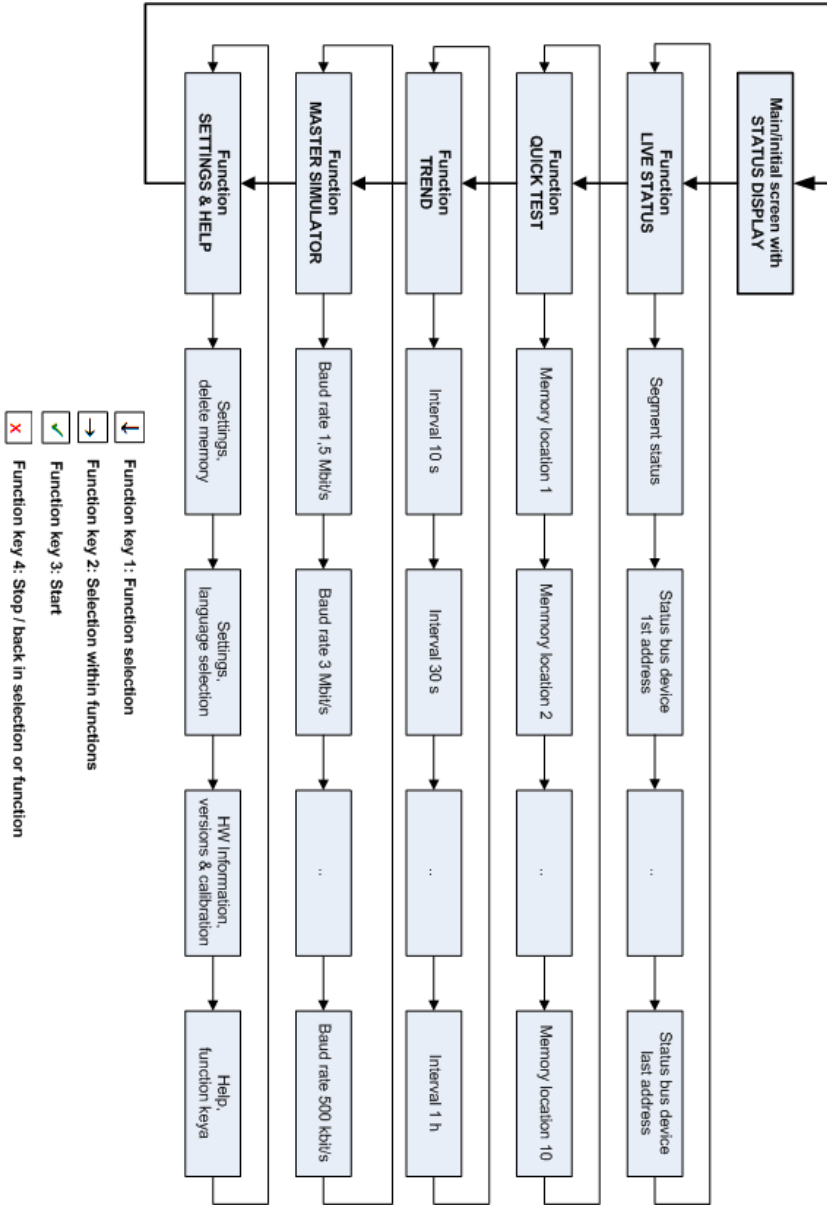 Main/initial screen with
STATUS DISPLAY
Function
LIVE STATUS
Segment status
Status bus device
1st address
..
Status bus device
last address
Function
QUICK TEST
Memory location 1
Menmory location 2
..
Memory location 10
Function
TREND
Interval 10 s
Interval 30 s
..
Interval 1 h
Function
MASTER SIMULATOR
Baud rate 1,5 Mbit/s
Baud rate 3 Mbit/s
..
Baud rate 500 kbit/s
Function
SETTINGS & HELP
Settings,
delete memory
Settings,
language selection
HW Information,
versions & calibration
Help,
function keya
Function key 1: Function selection
Function key 2: Selection within functions
Function key 3: Start
Function key 4: Stop / back in selection or function